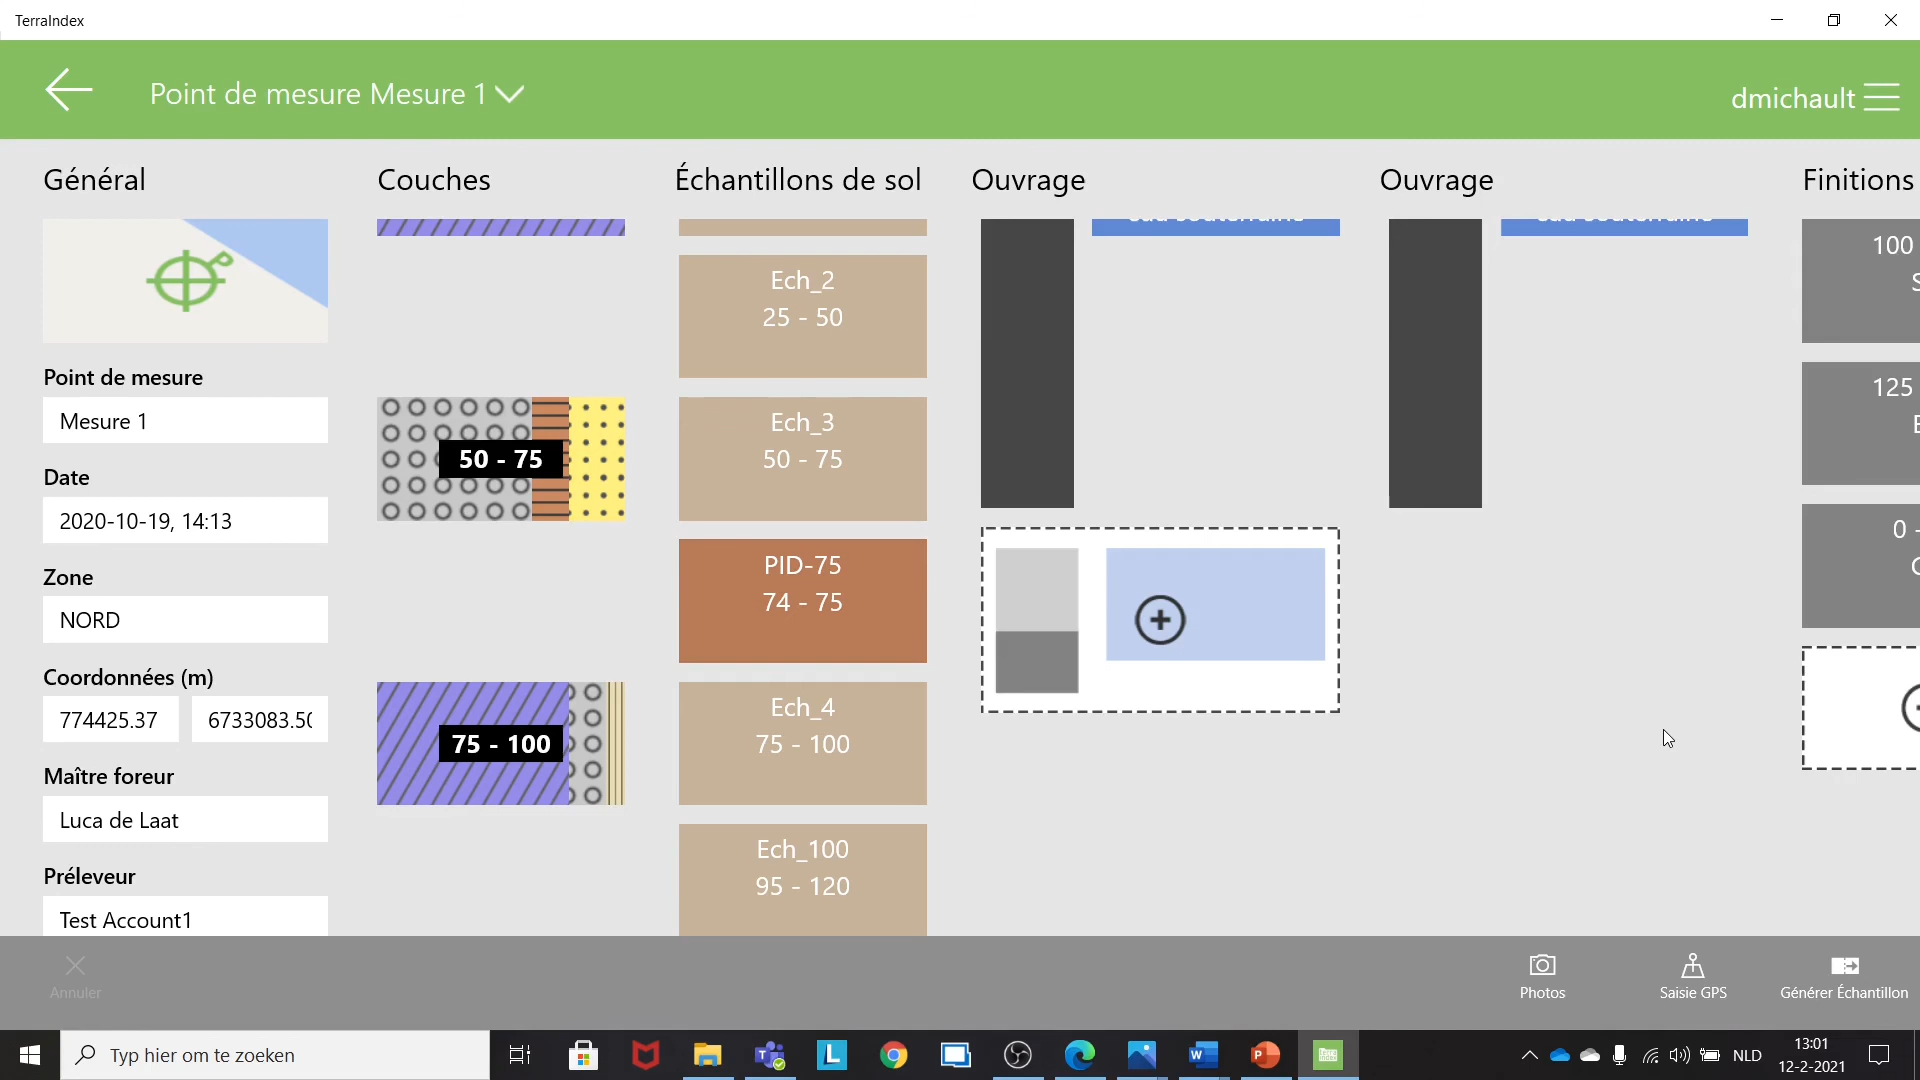 TerraIndex
Point de mesure Mesure 1
dmichault
Général
Point de mesure
Mesure 1
Date
2020-10-19, 14:13
Zone
NORD
Coordonnées (m)
774425.37
6733083.50
Maître foreur
Luca de Laat
Préleveur
Test Account1
Couches
50 - 75
75 - 100
Échantillons de sol
Ech_2
25 - 50
Ech_3
50 - 75
PID-75
74 - 75
Ech_4
75 - 100
Ech_100
95 - 120
Ouvrage
Ouvrage
Finitions
100
125
0 -
Annuler
Photos
Saisie GPS
Générer Échantillon
Typ hier om te zoeken
NLD
13:01
12-2-2021